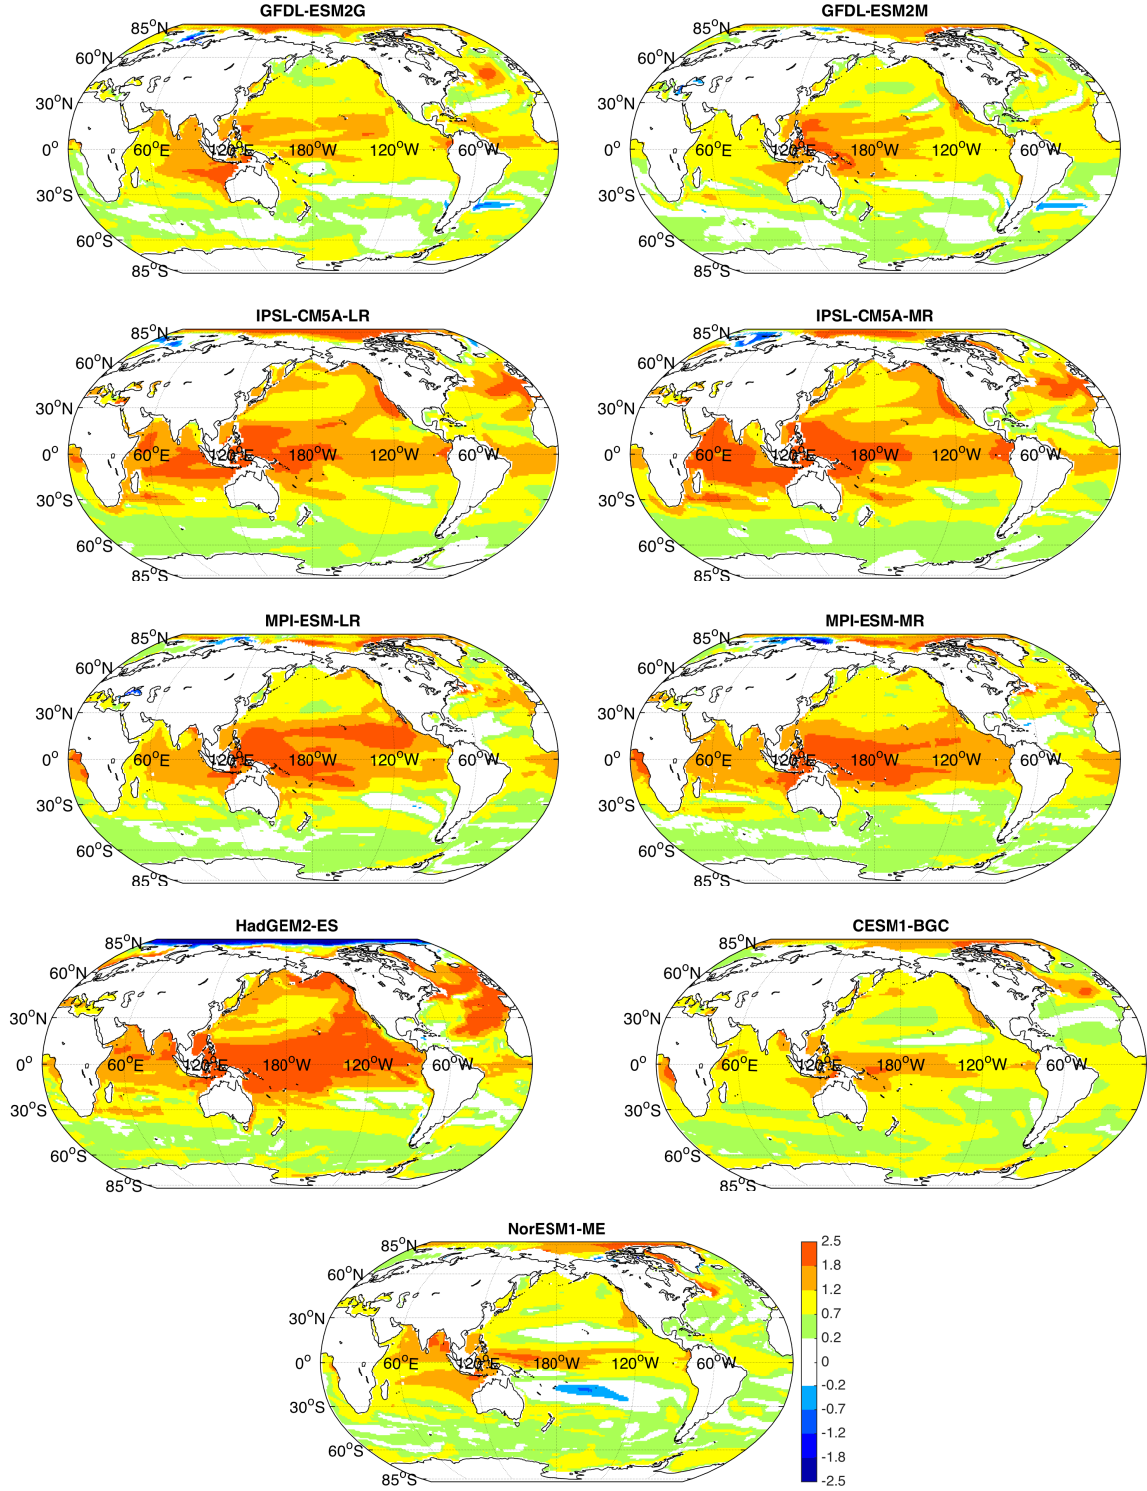 GFDL-ESM2G
85°N
60°N
30°N
0°
30°S
60°S
85°S
60°E
120°E
180°W
120°W
60°W
GFDL-ESM2M
85°N
60°N
30°N
0°
30°S
60°S
85°S
60°E
120°E
180°W
120°W
60°W
IPSL-CM5A-LR
85°N
60°N
30°N
0°
30°S
60°S
85°S
60°E
120°E
180°W
120°W
60°W
IPSL-CM5A-MR
85°N
60°N
30°N
0°
30°S
60°S
85°S
60°E
120°E
180°W
120°W
60°W
MPI-ESM-LR
85°N
60°N
30°N
0°
30°S
60°S
85°S
60°E
120°E
180°W
120°W
60°W
MPI-ESM-MR
85°N
60°N
30°N
0°
30°S
60°S
85°S
60°E
120°E
180°W
120°W
60°W
HadGEM2-ES
85°N
60°N
30°N
0°
30°S
60°S
85°S
60°E
120°E
180°W
120°W
60°W
CESM1-BGC
85°N
60°N
30°N
0°
30°S
60°S
85°S
60°E
120°E
180°W
120°W
60°W
NorESM1-ME
85°N
60°N
30°N
0°
30°S
60°S
85°S
60°E
120°E
180°W
120°W
60°W
2.5
1.8
1.2
0.7
0.2
0
-0.2
-0.7
-1.2
-1.8
-2.5